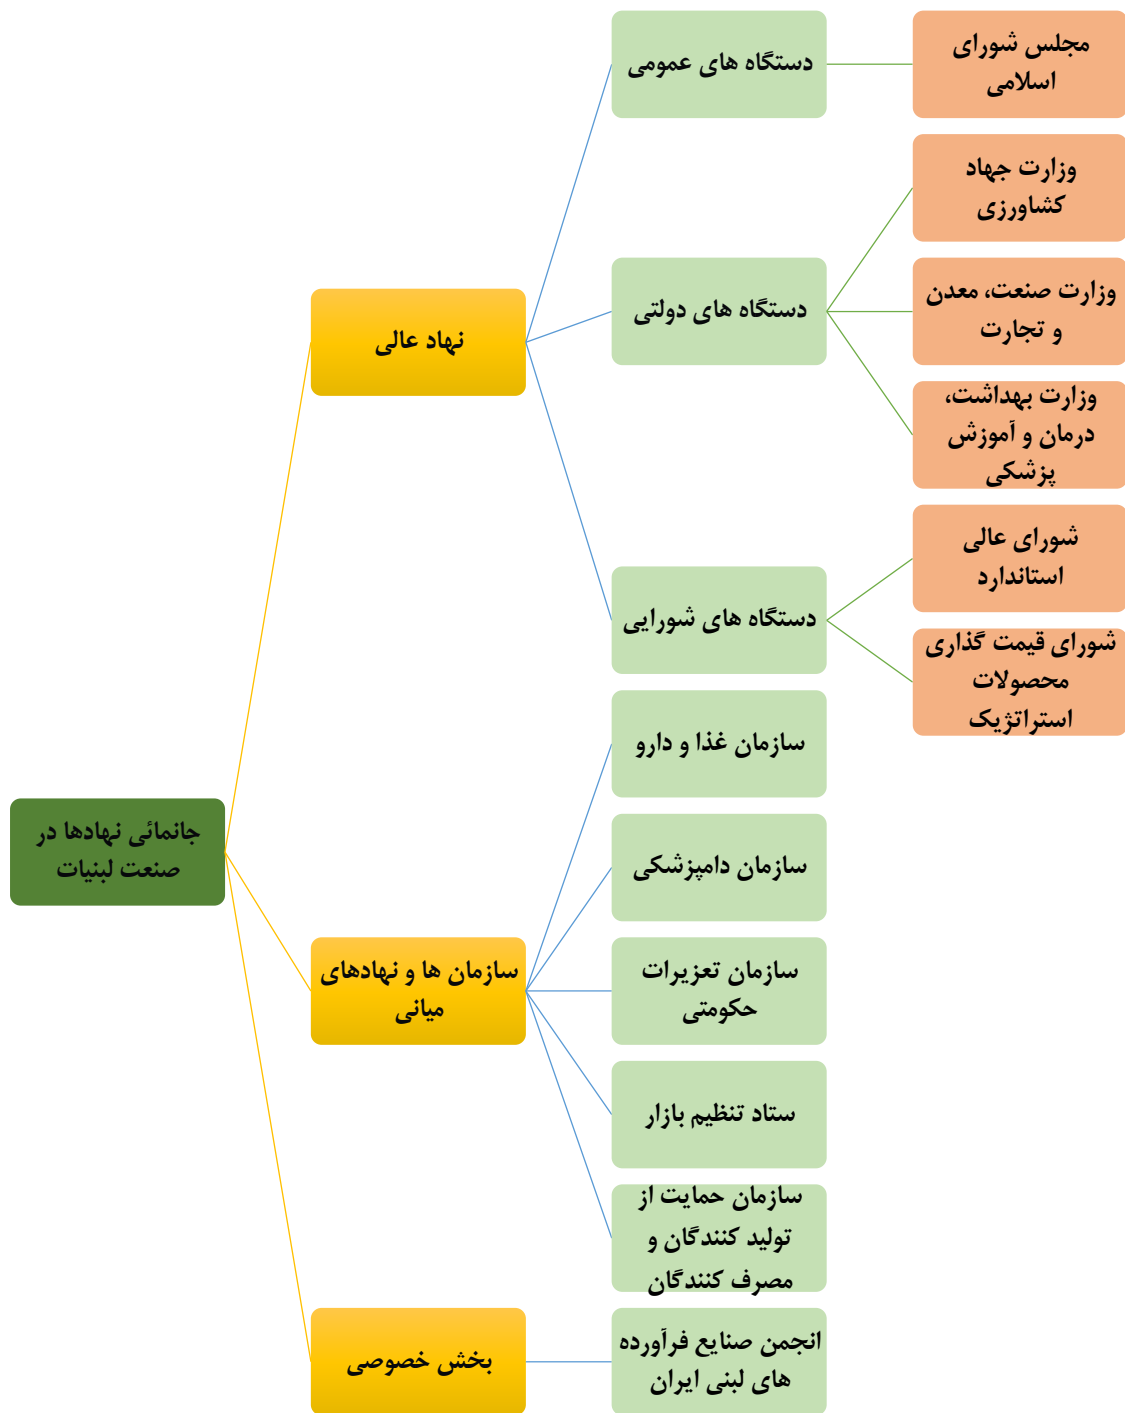 جانمائی نهادها در
صنعت لبنیات
نهاد عالی
دستگاه های عمومی
مجلس شورای
اسلامی
دستگاه های دولتی
وزارت جهاد
کشاورزی
وزارت صنعت، معدن
و تجارت
وزارت بهداشت،
درمان و آموزش
پزشکی
دستگاه های شورایی
شورای عالی
استاندارد
شورای قیمت گذاری
محصولات
استراتژیک
سازمان ها و نهادهای
میانی
سازمان غذا و دارو
سازمان دامپزشکی
سازمان تعزیرات
حکومتی
ستاد تنظیم بازار
سازمان حمایت از
تولید کنندگان و
مصرف کنندگان
بخش خصوصی
انجمن صنایع فرآورده
های لبنی ایران